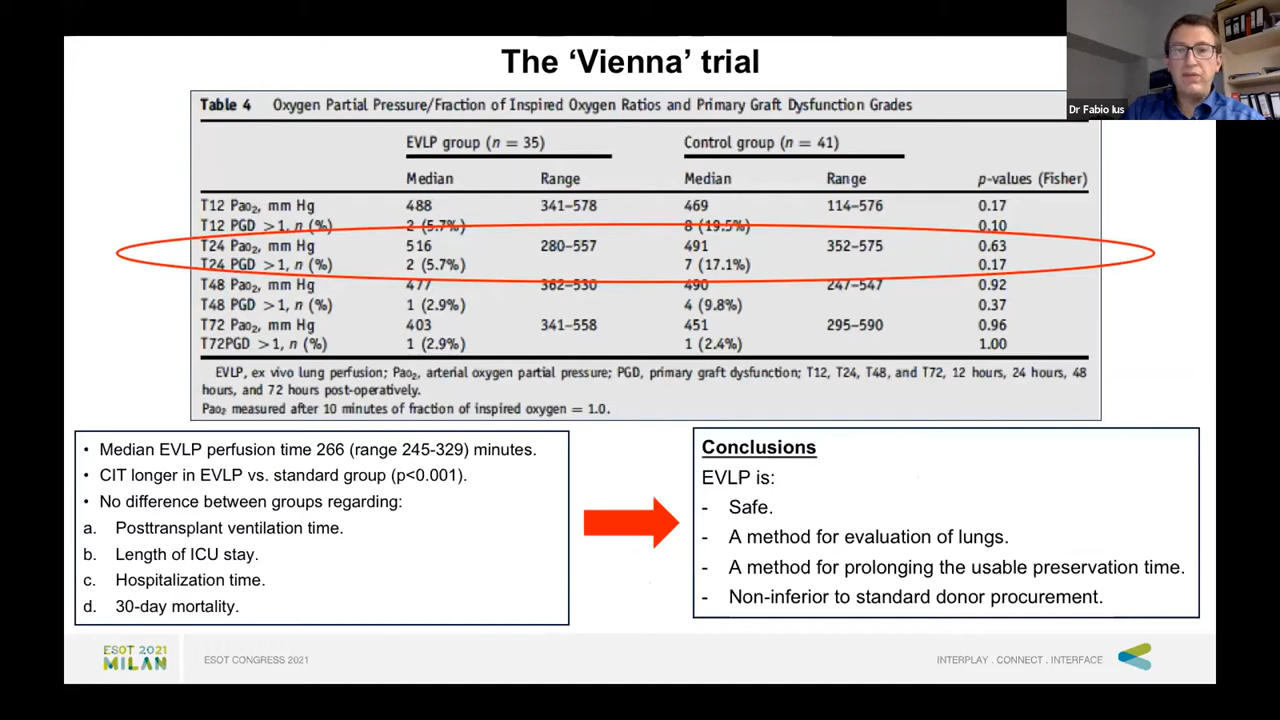 The ‘Vienna’ trial
Dr Fabio Ius
Table 4 Oxygen Partial Pressure/Fraction of Inspired Oxygen Ratios and Primary Graft Dysfunction Grades
EVLP group (n = 35) Control group (n = 41)
Median Range Median Range p-values (Fisher)
T12 Pao₂, mm Hg 488 341–578 469 114–576 0.17
T12 PGD >1, n (%) 2 (5.7%) 8 (19.5%) 0.10
T24 Pao₂, mm Hg 516 280–557 491 352–575 0.63
T24 PGD >1, n (%) 2 (5.7%) 7 (17.1%) 0.17
T48 Pao₂, mm Hg 477 362–530 490 247–547 0.92
T48 PGD >1, n (%) 1 (2.9%) 4 (9.8%) 0.37
T72 Pao₂, mm Hg 403 341–558 451 295–590 0.96
T72PGD >1, n (%) 1 (2.9%) 1 (2.4%) 1.00
EVLP, ex vivo lung perfusion; Pao₂, arterial oxygen partial pressure; PGD, primary graft dysfunction; T12, T24, T48, and T72, 12 hours, 24 hours, 48
hours, and 72 hours post-operatively.
Pao₂ measured after 10 minutes of fraction of inspired oxygen = 1.0.
• Median EVLP perfusion time 266 (range 245-329) minutes.
• CIT longer in EVLP vs. standard group (p<0.001).
• No difference between groups regarding:
a. Posttransplant ventilation time.
b. Length of ICU stay.
c. Hospitalization time.
d. 30-day mortality.
Conclusions
EVLP is:
- Safe.
- A method for evaluation of lungs.
- A method for prolonging the usable preservation time.
- Non-inferior to standard donor procurement.
ESOT 2021
MILAN
ESOT CONGRESS 2021
INTERPLAY . CONNECT . INTERFACE